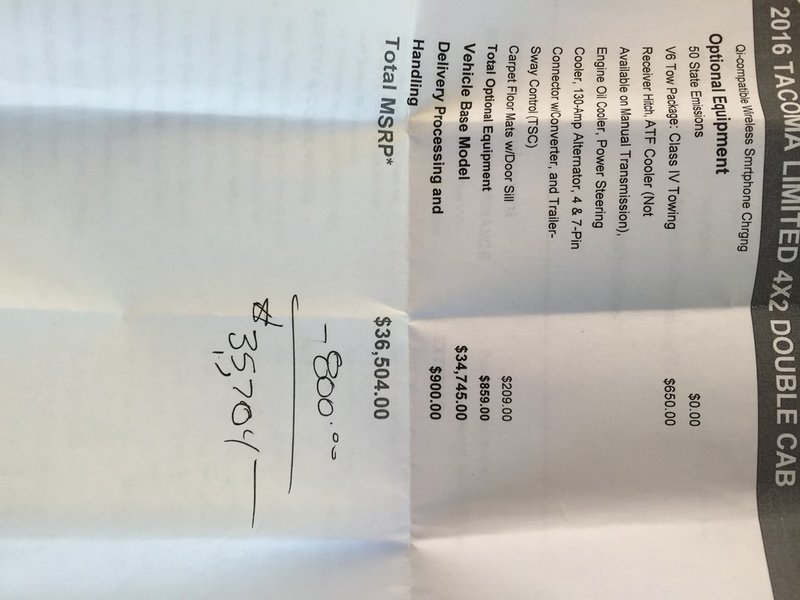 2016 TACOMA LIMITED 4X2 DOUBLE CAB
Qi-compatible Wireless Smrtphone Chrgng
Optional Equipment
50 State Emissions $0.00
V6 Tow Package: Class IV Towing $650.00
Receiver Hitch, ATF Cooler (Not
Available on Manual Transmission),
Engine Oil Cooler, Power Steering
Cooler, 130-Amp Alternator, 4 & 7-Pin
Connector w/Converter, and Trailer-
Sway Control (TSC)
Carpet Floor Mats w/Door Sill $209.00
Total Optional Equipment $859.00
Vehicle Base Model $34,745.00
Delivery Processing and $900.00
Handling
Total MSRP* $36,504.00
- 800.00
$35,704